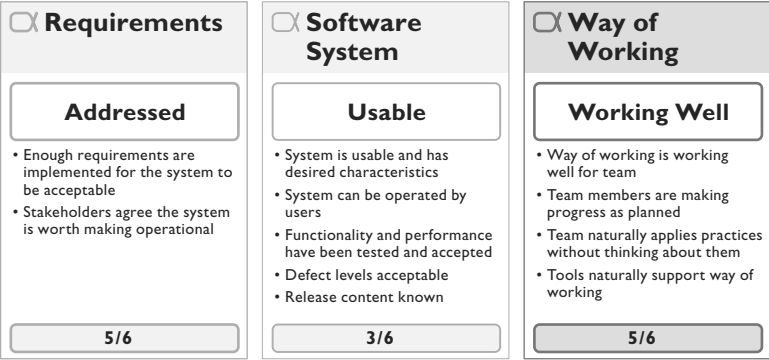 Requirements
Addressed
• Enough requirements are
implemented for the system to
be acceptable
• Stakeholders agree the system
is worth making operational
5/6
Software
System
Usable
• System is usable and has
desired characteristics
• System can be operated by
users
• Functionality and performance
have been tested and accepted
• Defect levels acceptable
• Release content known
3/6
Way of
Working
Working Well
• Way of working is working
well for team
• Team members are making
progress as planned
• Team naturally applies practices
without thinking about them
• Tools naturally support way of
working
5/6